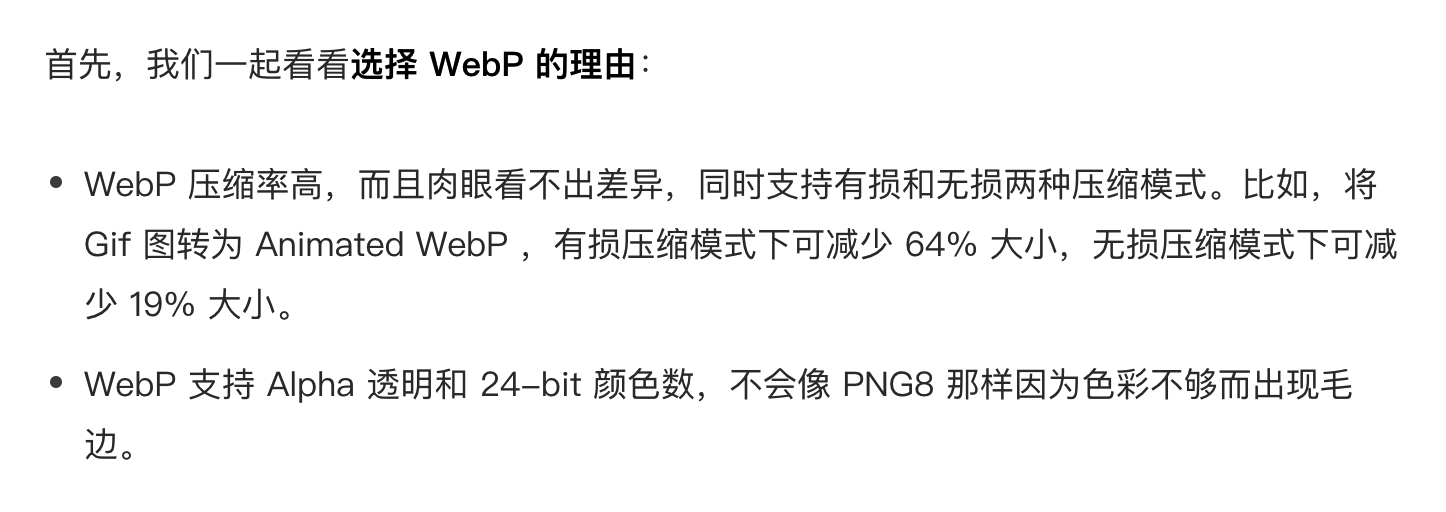 首先，我们一起看看选择 WebP 的理由：
• WebP 压缩率高，而且肉眼看不出差异，同时支持有损和无损两种压缩模式。比如，将
Gif 图转为 Animated WebP ，有损压缩模式下可减少 64% 大小，无损压缩模式下可减
少 19% 大小。
• WebP 支持 Alpha 透明和 24–bit 颜色数，不会像 PNG8 那样因为色彩不够而出现毛
边。